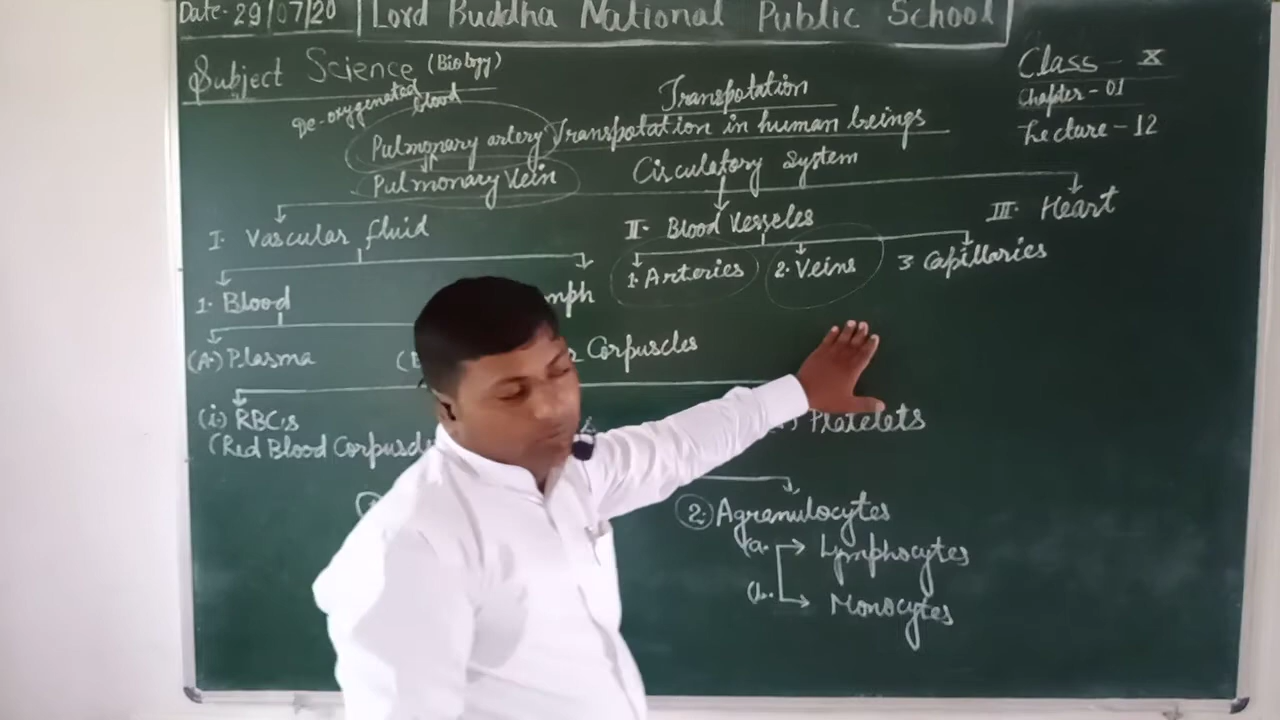 Date- 29/07/20
Lord Buddha National Public School
Subject Science (Biology)
Class - X
Chapter - 01
Lecture - 12
De-oxygenated blood
Transpotation
Pulmonary artery
Transpotation in human beings
Pulmonary Vein
Circulatory System
I. Vascular fluid
II. Blood Vesseles
III. Heart
1. Blood
mph
1. Arteries
2. Veins
3 Capillaries
(A.) Plasma
Corpuscles
(i.) RBC,s
Platelets
(Red Blood Corpuscle
2. Agranulocytes
(a. Lymphocytes
(b. Monocytes